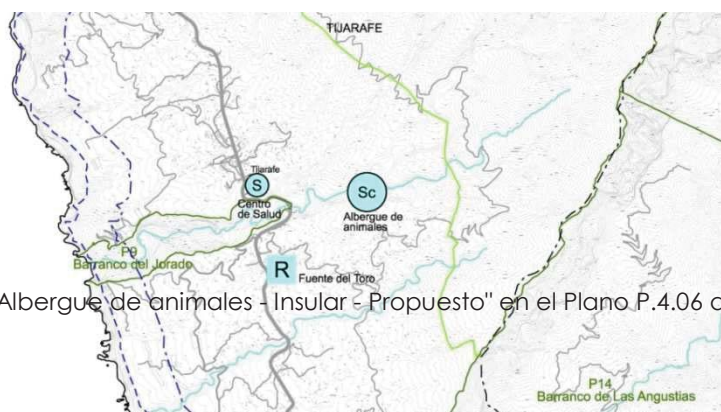 TIJARAFE
Tijarafe
S
Centro
de Salud
Sc
Albergue de
animales
P9
Barranco del Jorado
R
Fuente del Toro
Albergue de animales - Insular - Propuesto" en el Plano P.4.06 d
P14
Barranco de Las Angustias